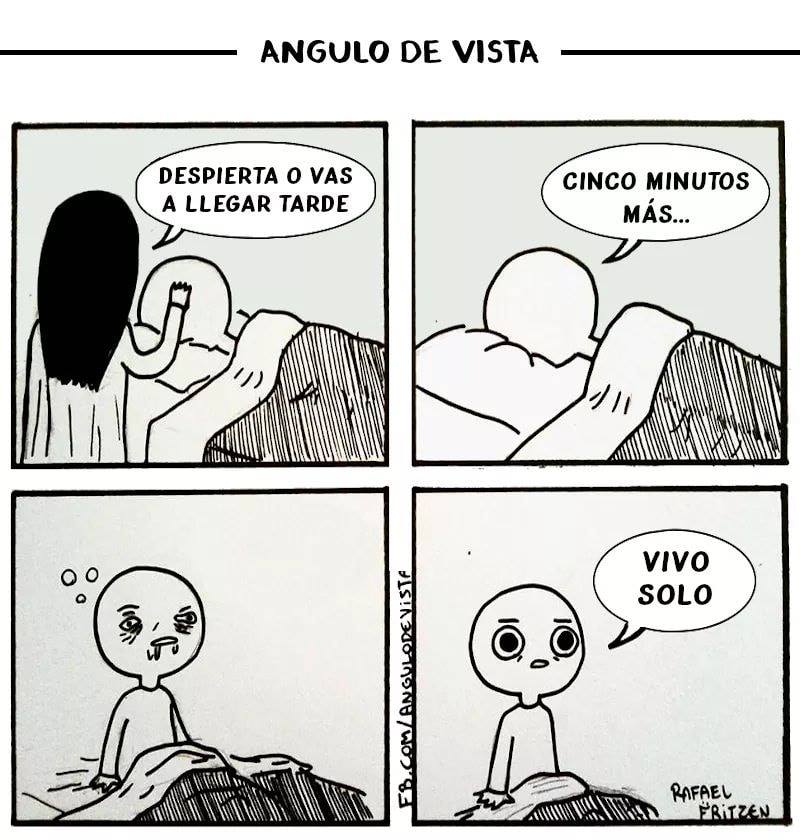 ANGULO DE VISTA
DESPIERTA O VAS
A LLEGAR TARDE
CINCO MINUTOS
MÁS...
VIVO
SOLO
FB.COM/ANGULODEVISTA
RAFAEL
FRITZEN